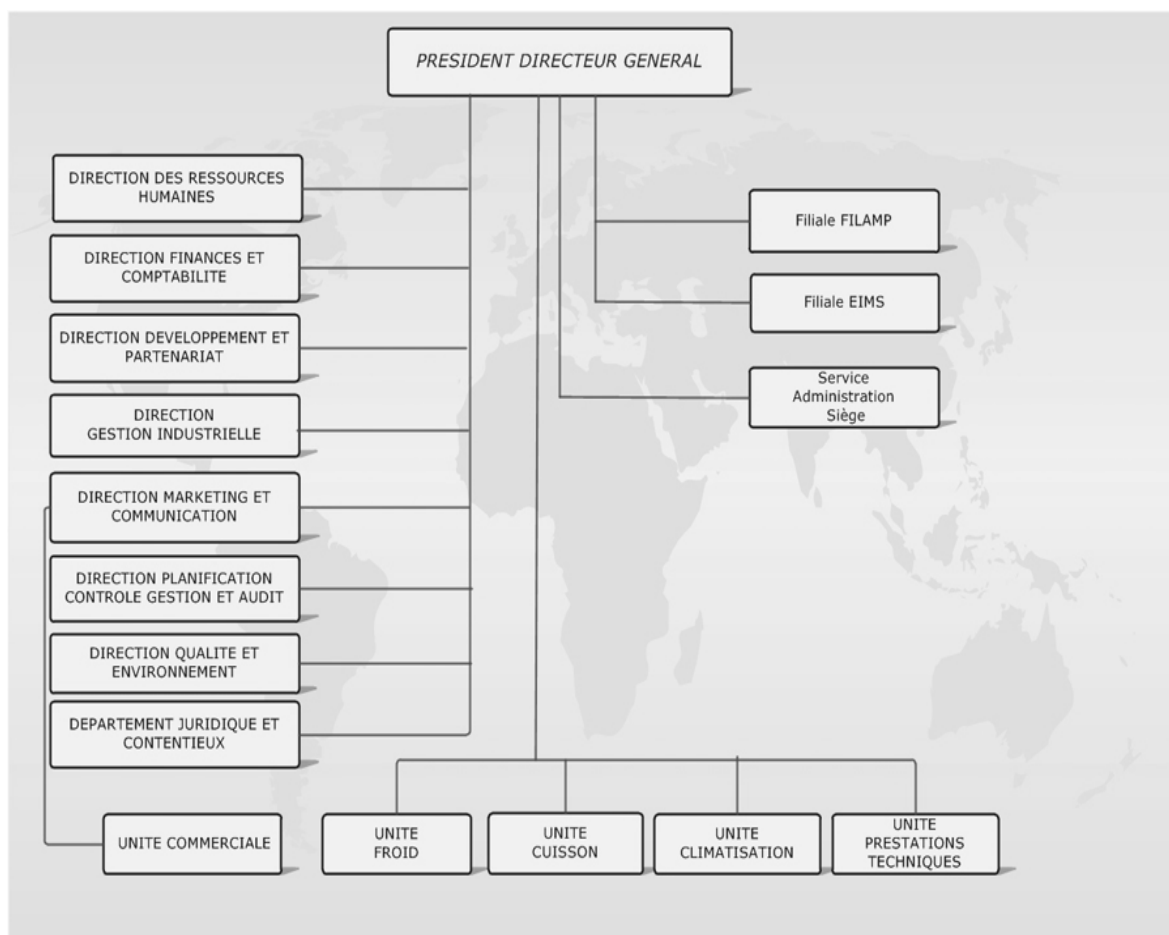 PRESIDENT DIRECTEUR GENERAL
DIRECTION DES RESSOURCES
HUMAINES
DIRECTION FINANCES ET
COMPTABILITE
DIRECTION DEVELOPPEMENT ET
PARTENARIAT
DIRECTION
GESTION INDUSTRIELLE
DIRECTION MARKETING ET
COMMUNICATION
DIRECTION PLANIFICATION
CONTROLE GESTION ET AUDIT
DIRECTION QUALITE ET
ENVIRONNEMENT
DEPARTEMENT JURIDIQUE ET
CONTENTIEUX
Filiale FILAMP
Filiale EIMS
Service
Administration
Siège
UNITE COMMERCIALE
UNITE
FROID
UNITE
CUISSON
UNITE
CLIMATISATION
UNITE
PRESTATIONS
TECHNIQUES